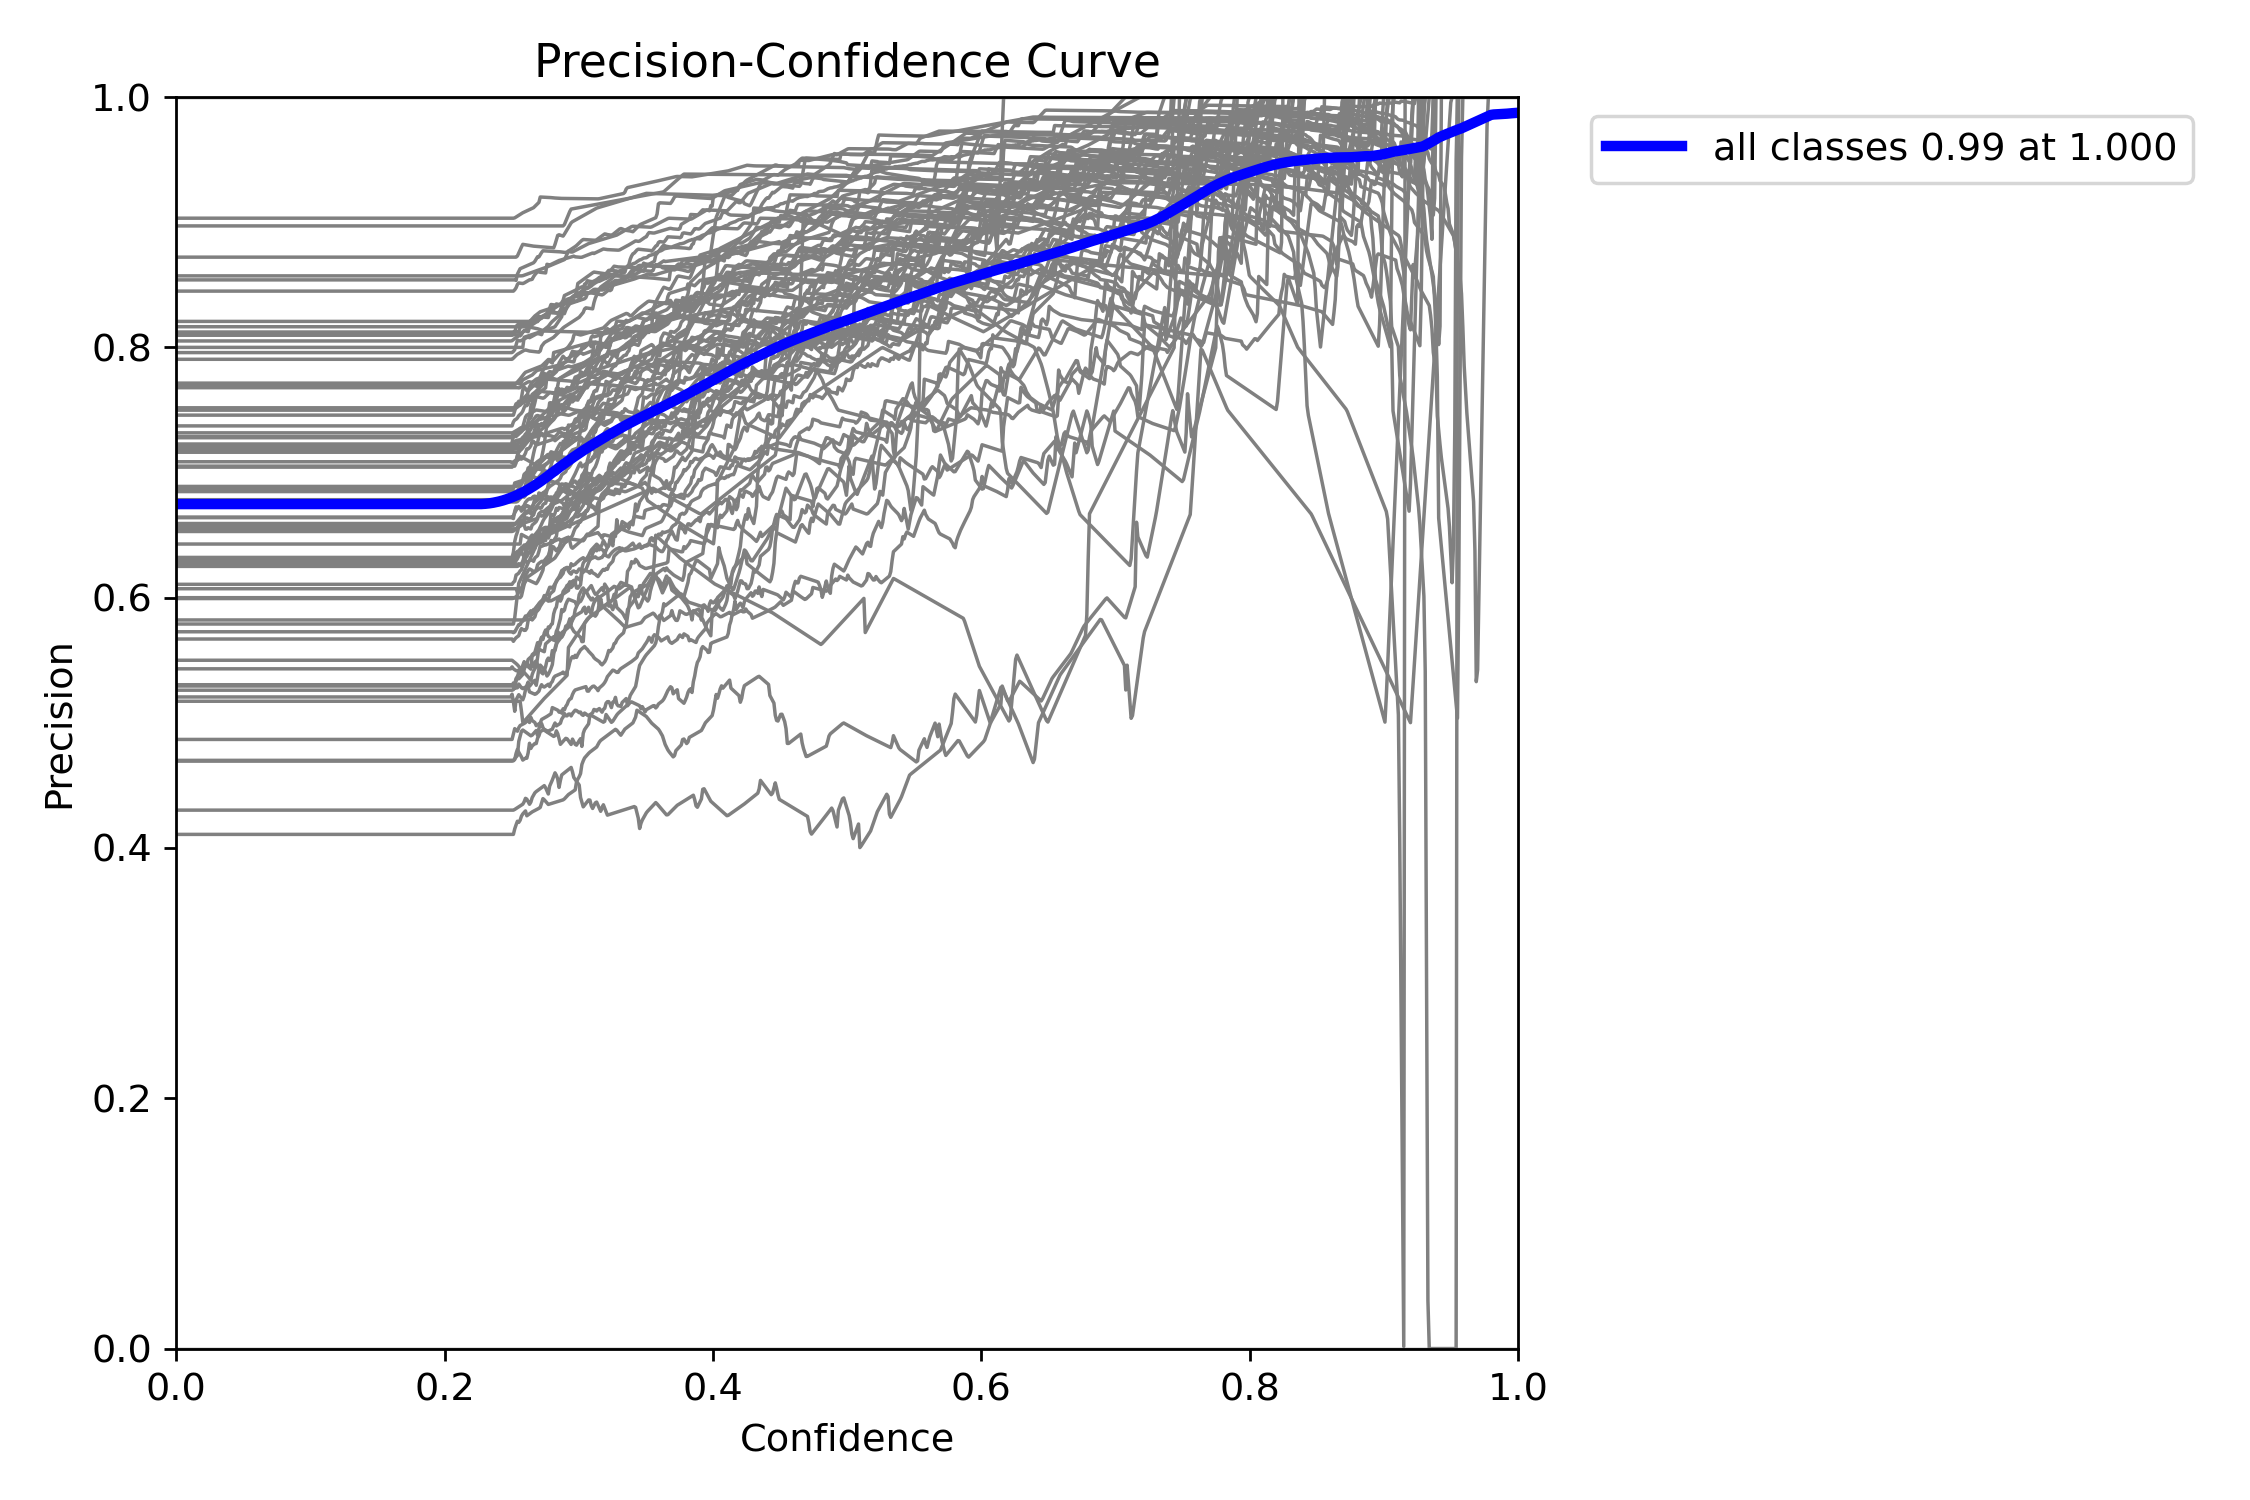 Precision-Confidence Curve
1.0
0.8
0.6
0.4
0.2
0.0
Precision
0.0 0.2 0.4 0.6 0.8 1.0
Confidence
all classes 0.99 at 1.000